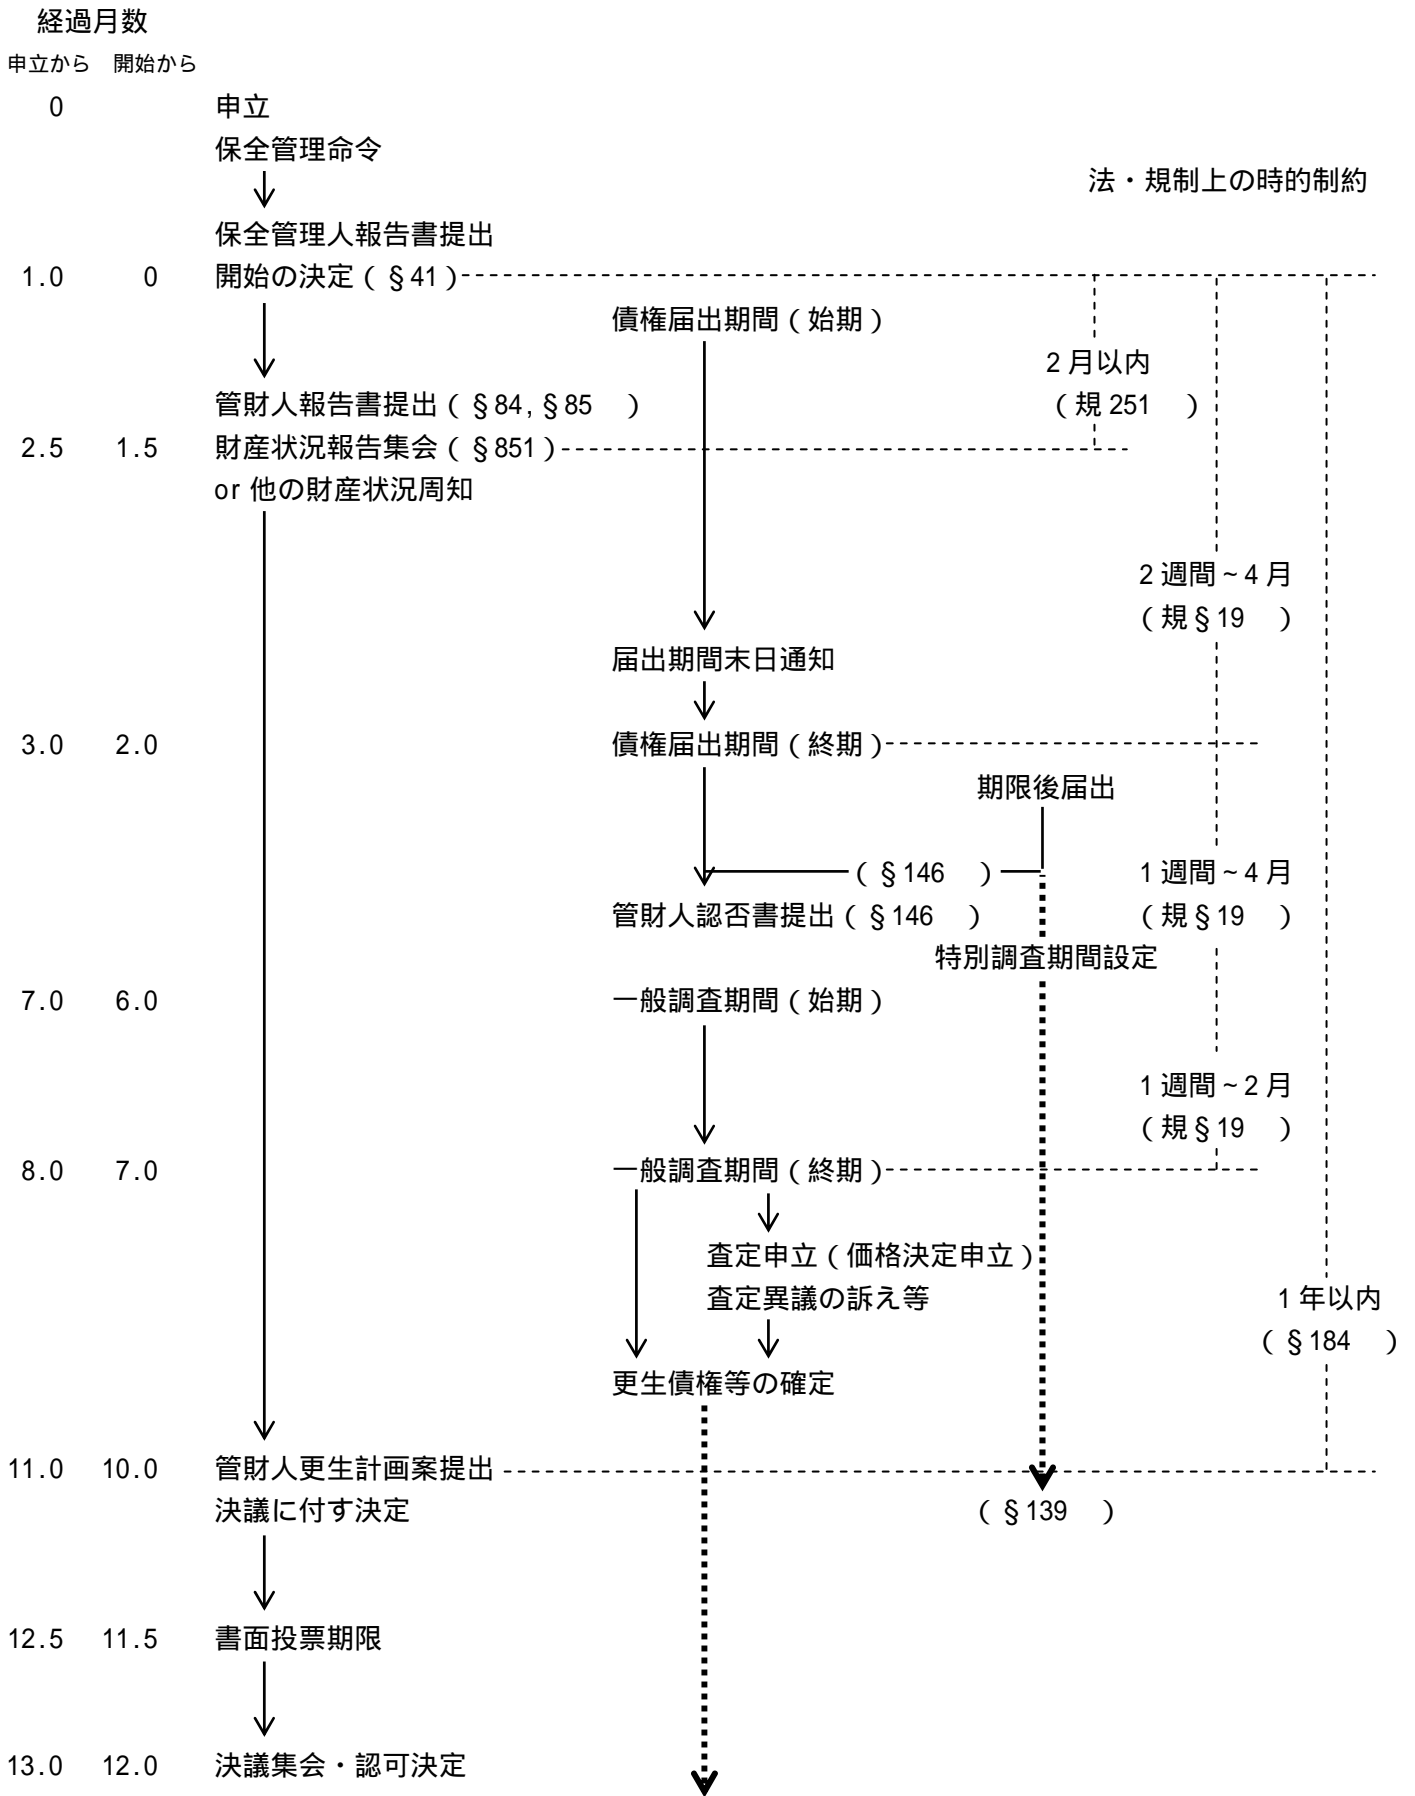 経過月数
申立から 開始から
0 申立
保全管理命令
法・規制上の時的制約
保全管理人報告書提出
1.0 0 開始の決定(§41)
債権届出期間(始期)
2月以内
管財人報告書提出(§84,§85 ) (規251 )
2.5 1.5 財産状況報告集会(§851)
or 他の財産状況周知
2週間~4月
(規§19 )
届出期間末日通知
3.0 2.0 債権届出期間(終期)
期限後届出
(§146 ) 1週間~4月
管財人認否書提出(§146 ) (規§19 )
特別調査期間設定
7.0 6.0 一般調査期間(始期)
1週間~2月
(規§19 )
8.0 7.0 一般調査期間(終期)
査定申立(価格決定申立)
査定異議の訴え等 1年以内
(§184 )
更生債権等の確定
11.0 10.0 管財人更生計画案提出
決議に付す決定 (§139 )
12.5 11.5 書面投票期限
13.0 12.0 決議集会・認可決定